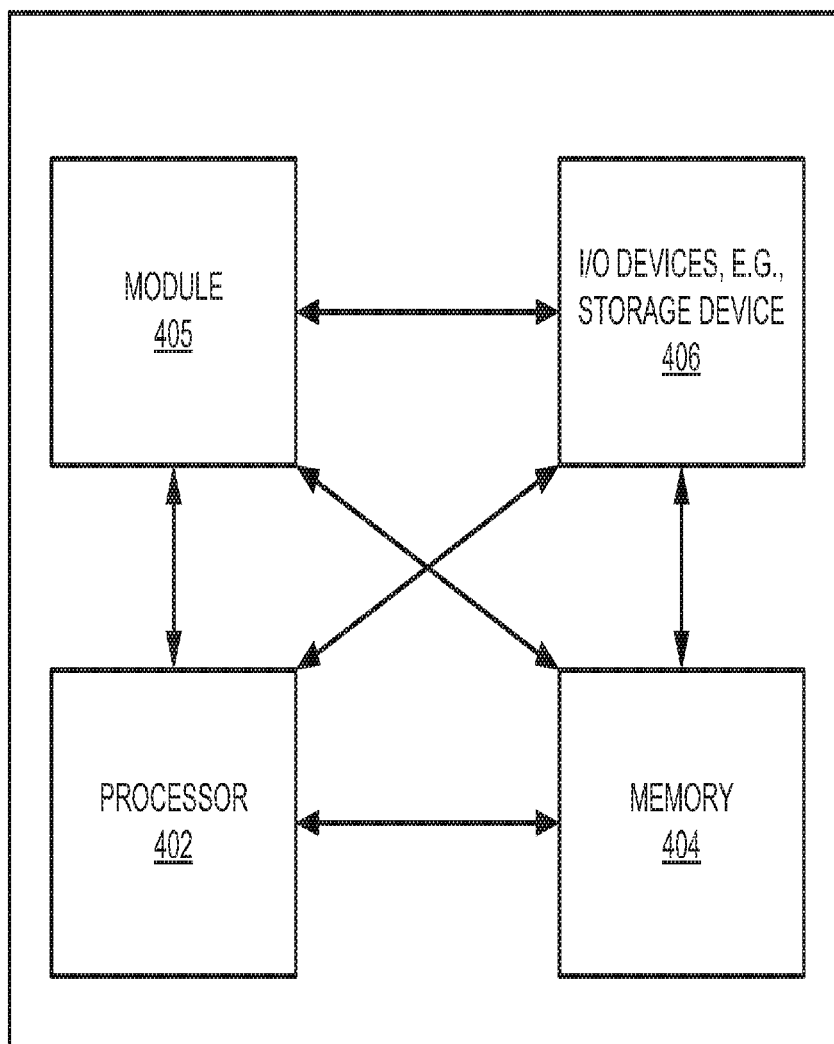 MODULE
405
I/O DEVICES, E.G.,
STORAGE DEVICE
406
PROCESSOR
402
MEMORY
404